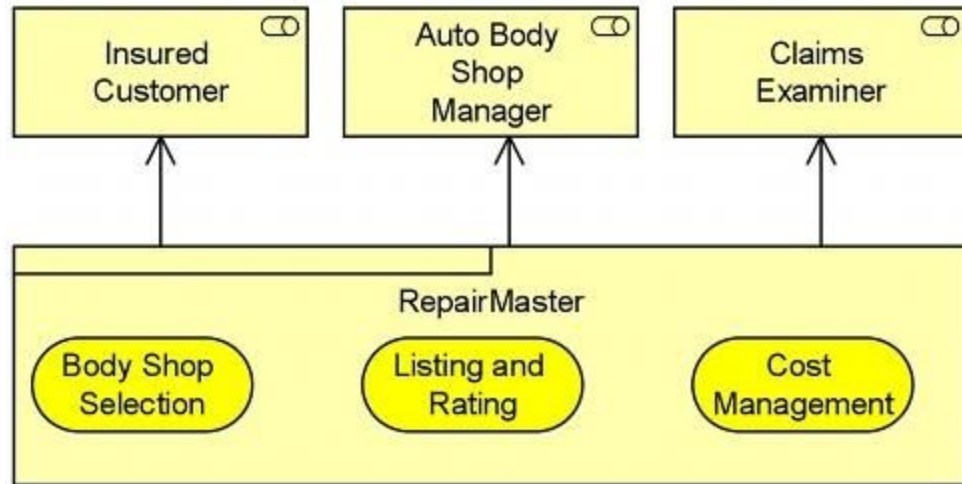 Insured
Customer
Auto Body
Shop
Manager
Claims
Examiner
RepairMaster
Body Shop
Selection
Listing and
Rating
Cost
Management